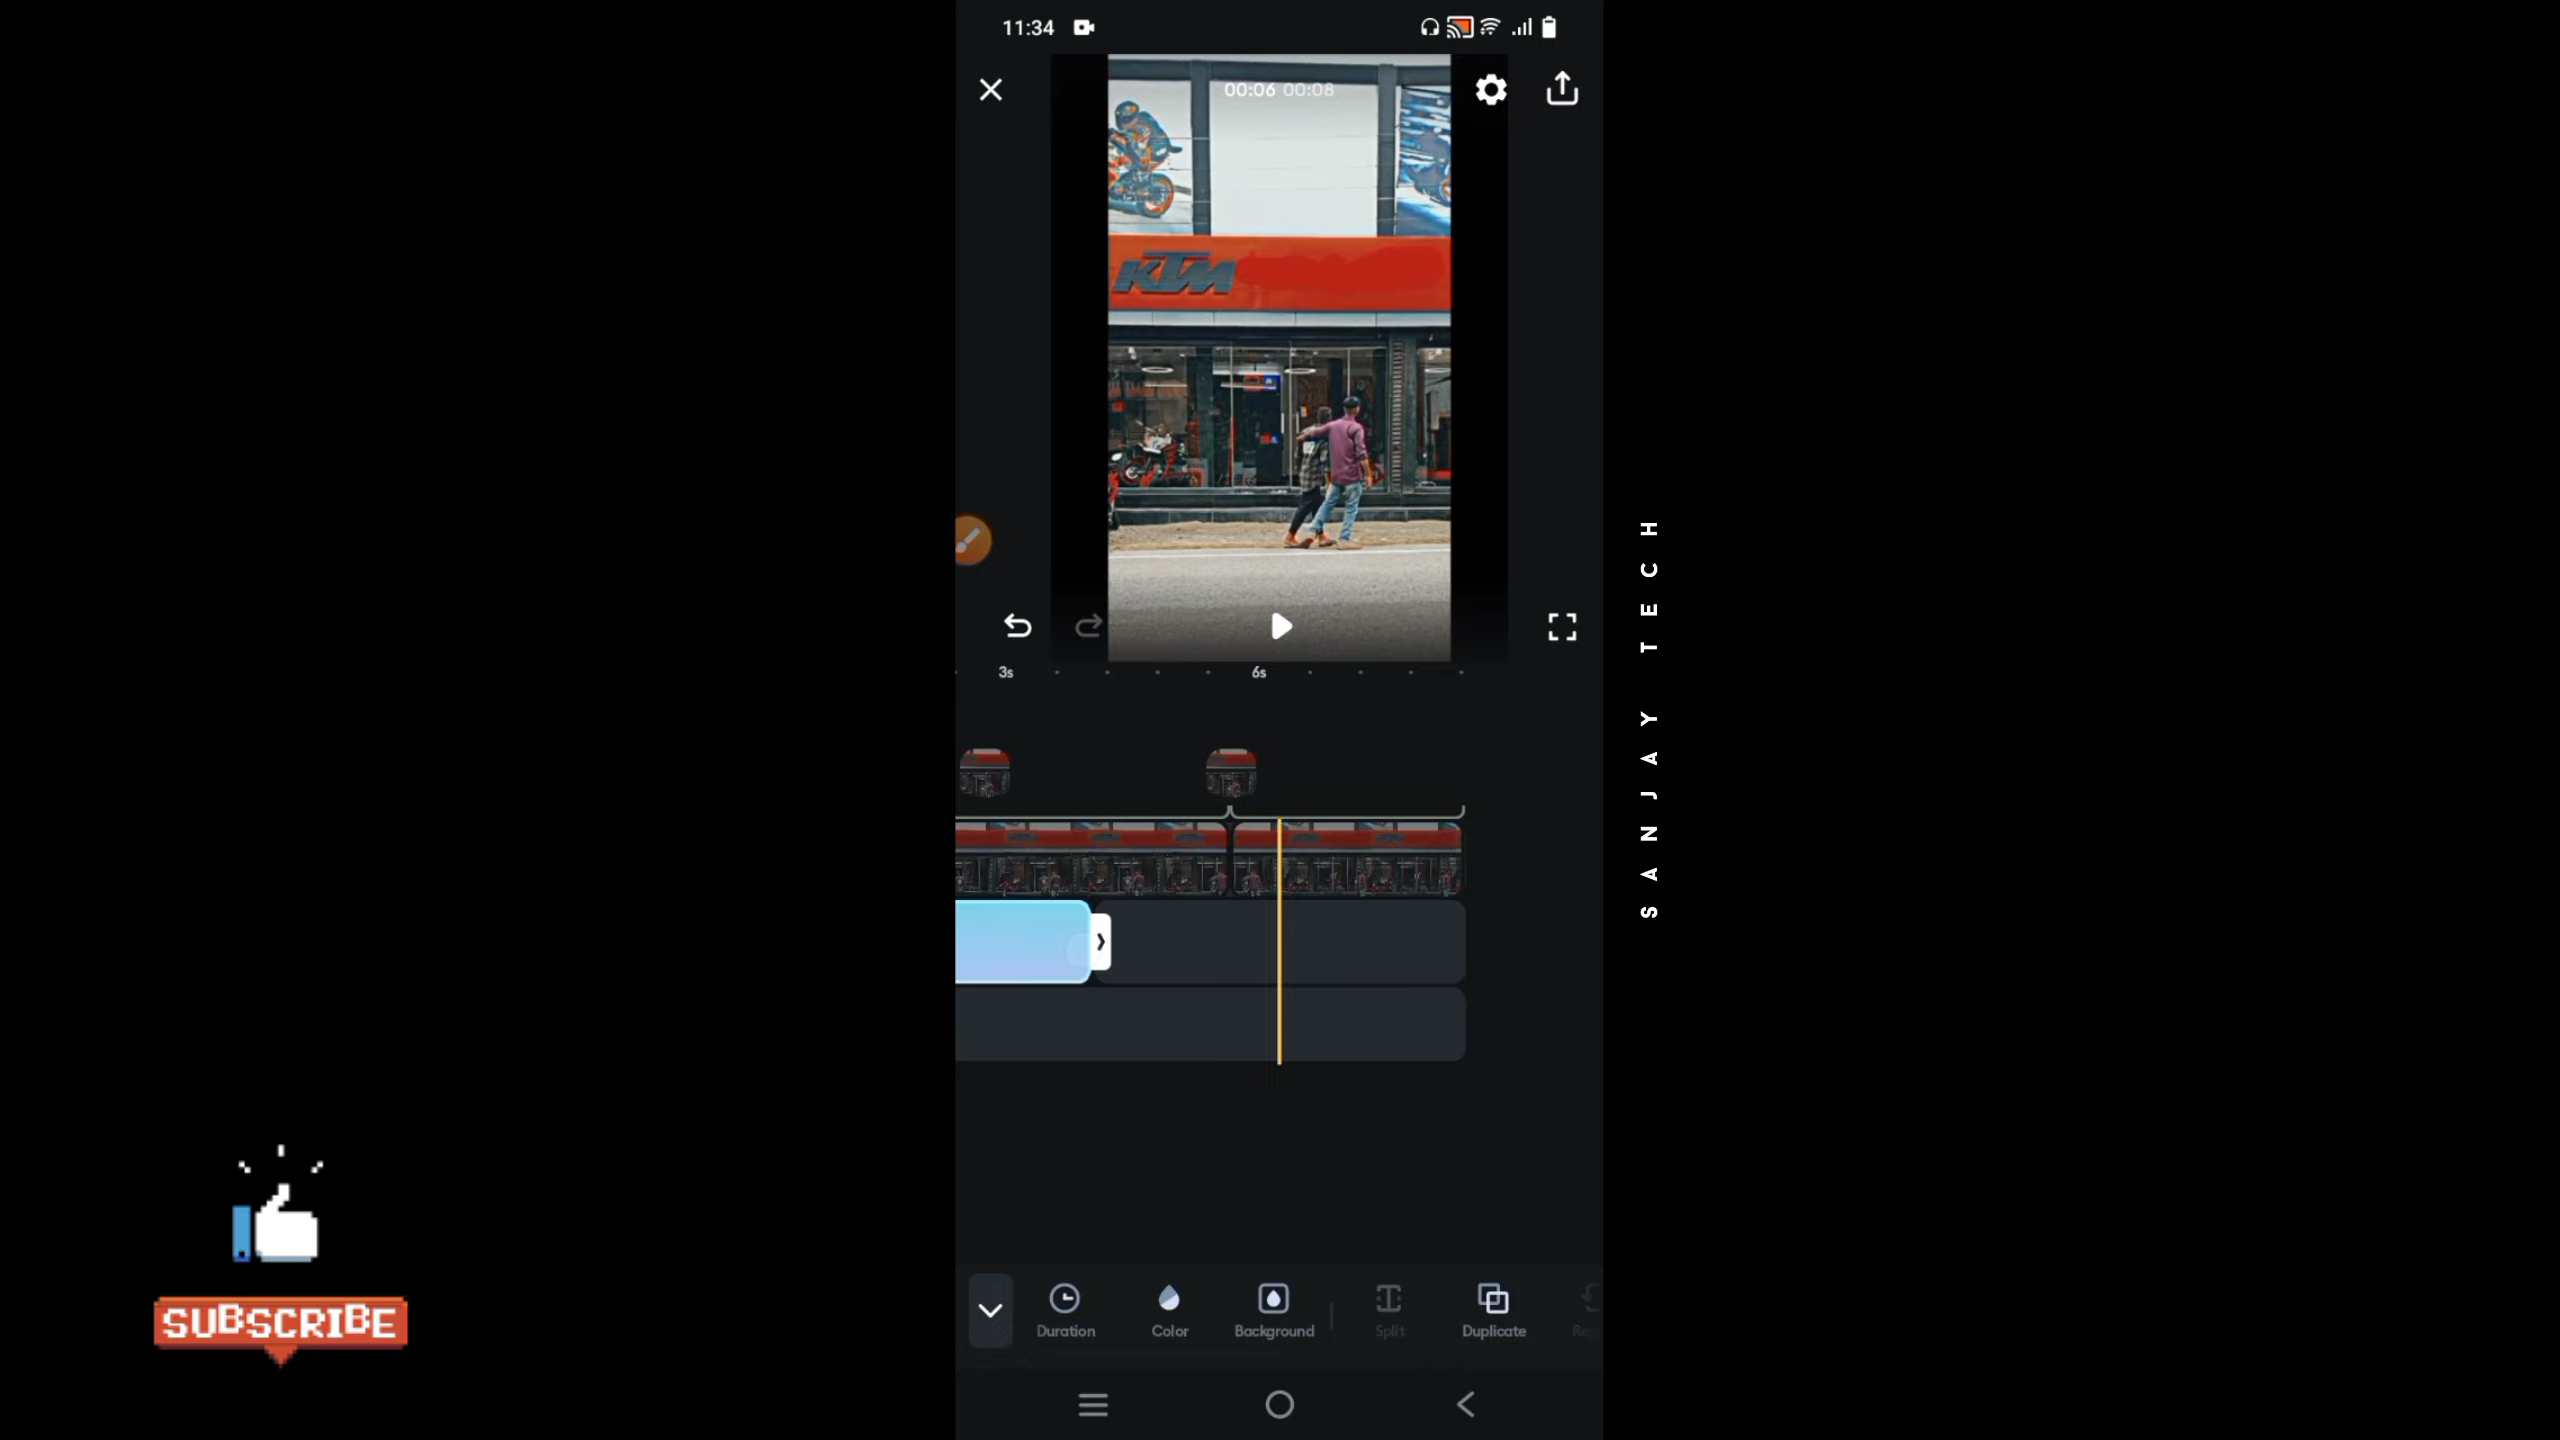 11:34
00:06 00:08
KTM
3s
6s
SANJAY TECH
SUBSCRIBE
Duration
Color
Background
Split
Duplicate